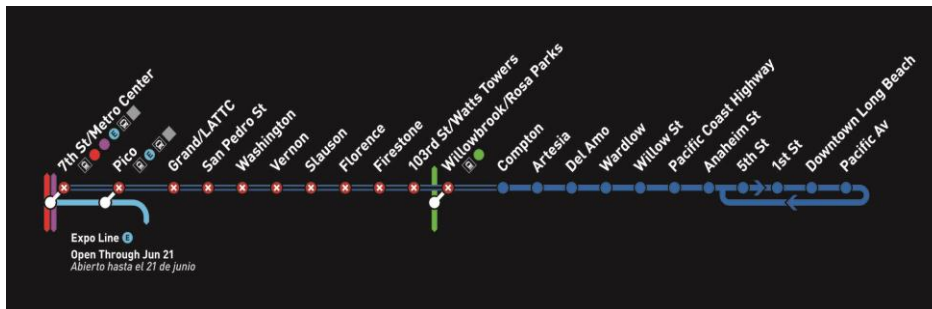 7th St/Metro Center
E
Pico
E
Grand/LATTC
San Pedro St
Washington
Vernon
Slauson
Florence
Firestone
103rd St/Watts Towers
Willowbrook/Rosa Parks
Compton
Artesia
Del Amo
Wardlow
Willow St
Pacific Coast Highway
Anaheim St
5th St
1st St
Downtown Long Beach
Pacific Av
Expo Line E
Open Through Jun 21
Abierto hasta el 21 de junio